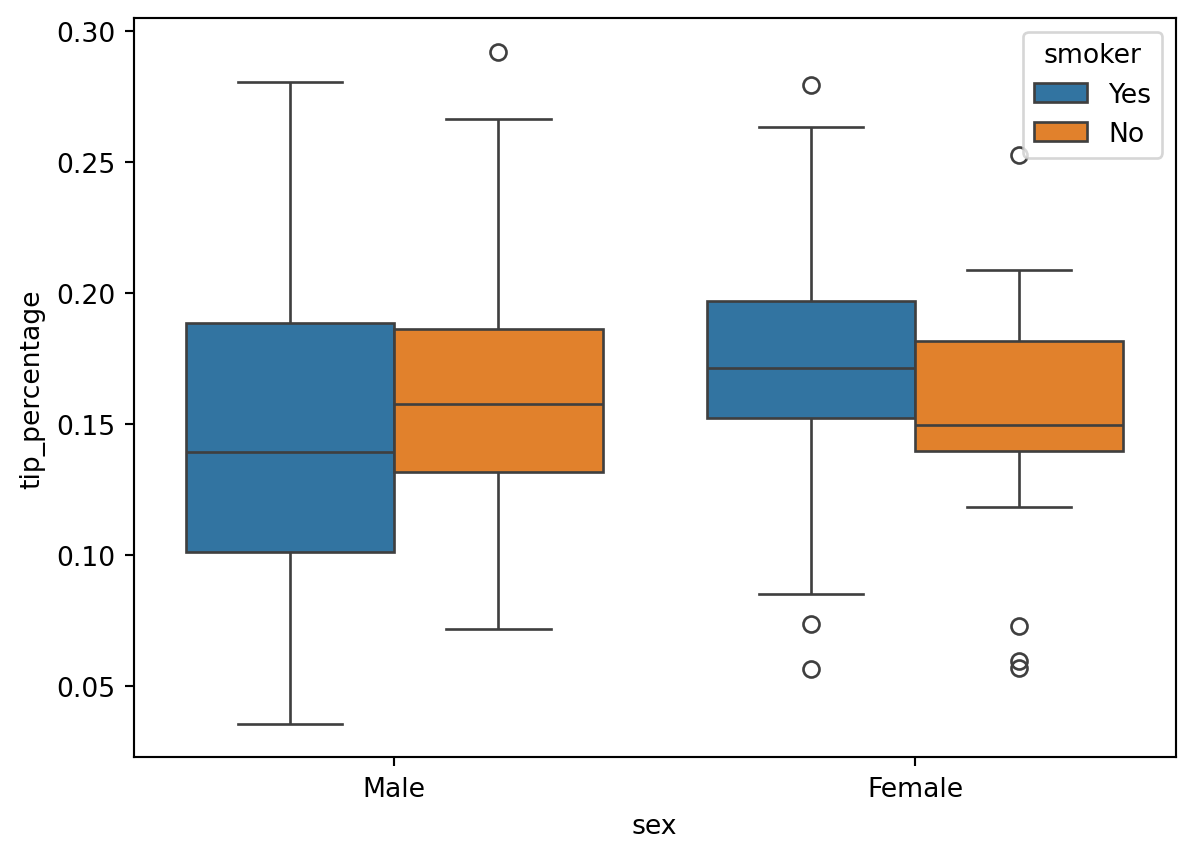 0.30
0.25
0.20
0.15
0.10
0.05
tip_percentage
smoker
Yes
No
Male
Female
sex